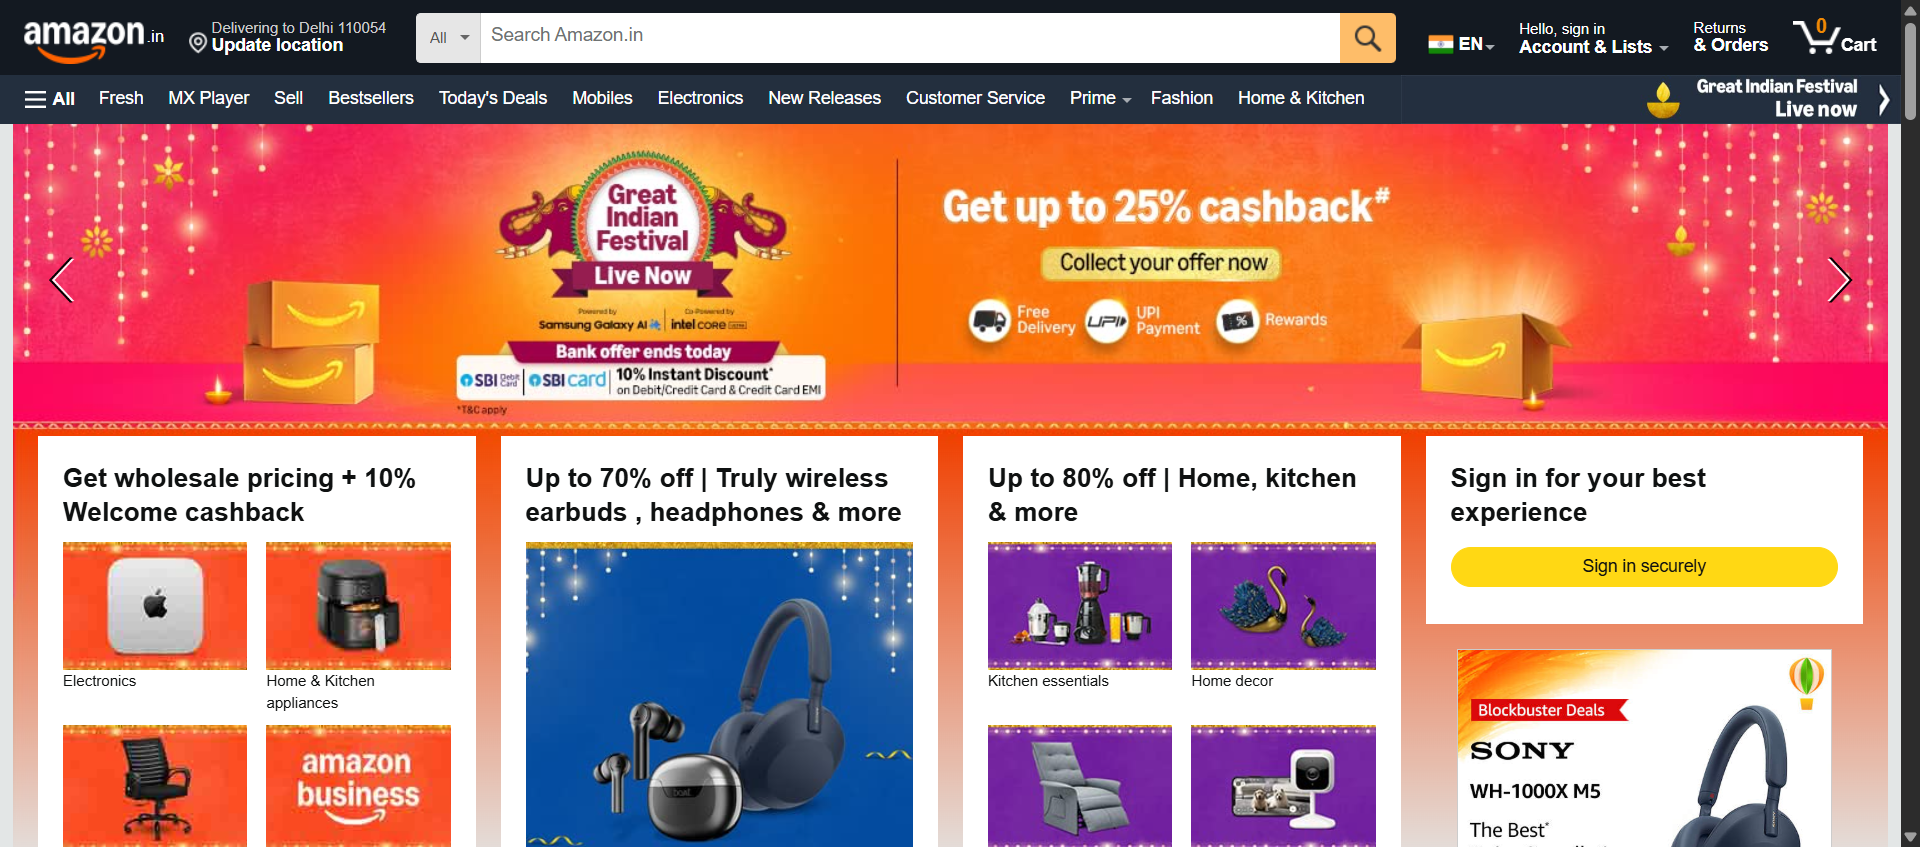 amazon.in
Delivering to Delhi 110054
Update location
All
Search Amazon.in
EN
Hello, sign in
Account & Lists
Returns
& Orders
0
Cart
All
Fresh
MX Player
Sell
Bestsellers
Today's Deals
Mobiles
Electronics
New Releases
Customer Service
Prime
Fashion
Home & Kitchen
Great Indian Festival
Live now
Great
Indian
Festival
Live Now
Powered by
Samsung Galaxy AI
Co-Powered by
intel CORE
Bank offer ends today
SBI Debit Card
SBI card
10% Instant Discount*
on Debit/Credit Card & Credit Card EMI
*T&C apply
Get up to 25% cashback#
Collect your offer now
Free
Delivery
UPI
UPI
Payment
%
Rewards
Get wholesale pricing + 10%
Welcome cashback
Electronics
Home & Kitchen
appliances
amazon
business
Up to 70% off | Truly wireless
earbuds , headphones & more
boat
Up to 80% off | Home, kitchen
& more
Kitchen essentials
Home decor
Sign in for your best
experience
Sign in securely
Blockbuster Deals
SONY
WH-1000X M5
The Best*